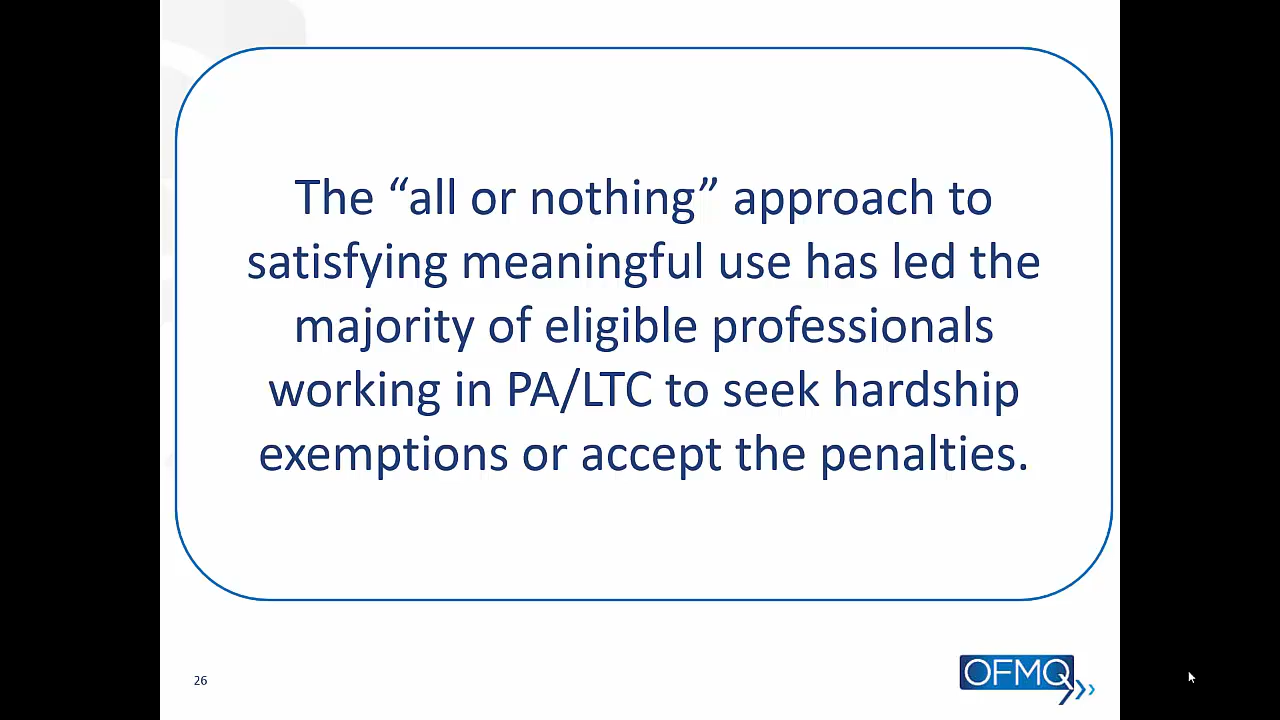 The “all or nothing” approach to
satisfying meaningful use has led the
majority of eligible professionals
working in PA/LTC to seek hardship
exemptions or accept the penalties.
26
OFMQ